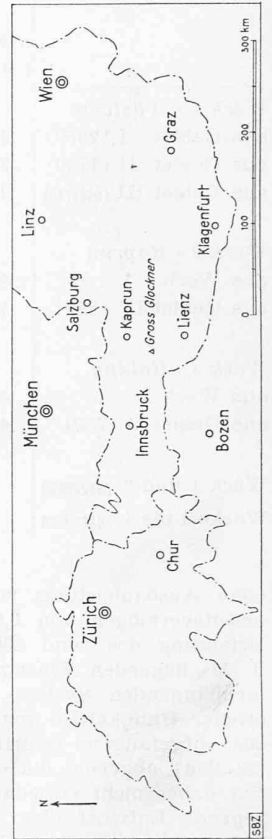 N
Wien
Linz
München
Salzburg
Zürich
Kaprun
Gross Glockner
Graz
Innsbruck
Lienz
Klagenfurt
Chur
Bozen
0 100 200 300 km
SBZ